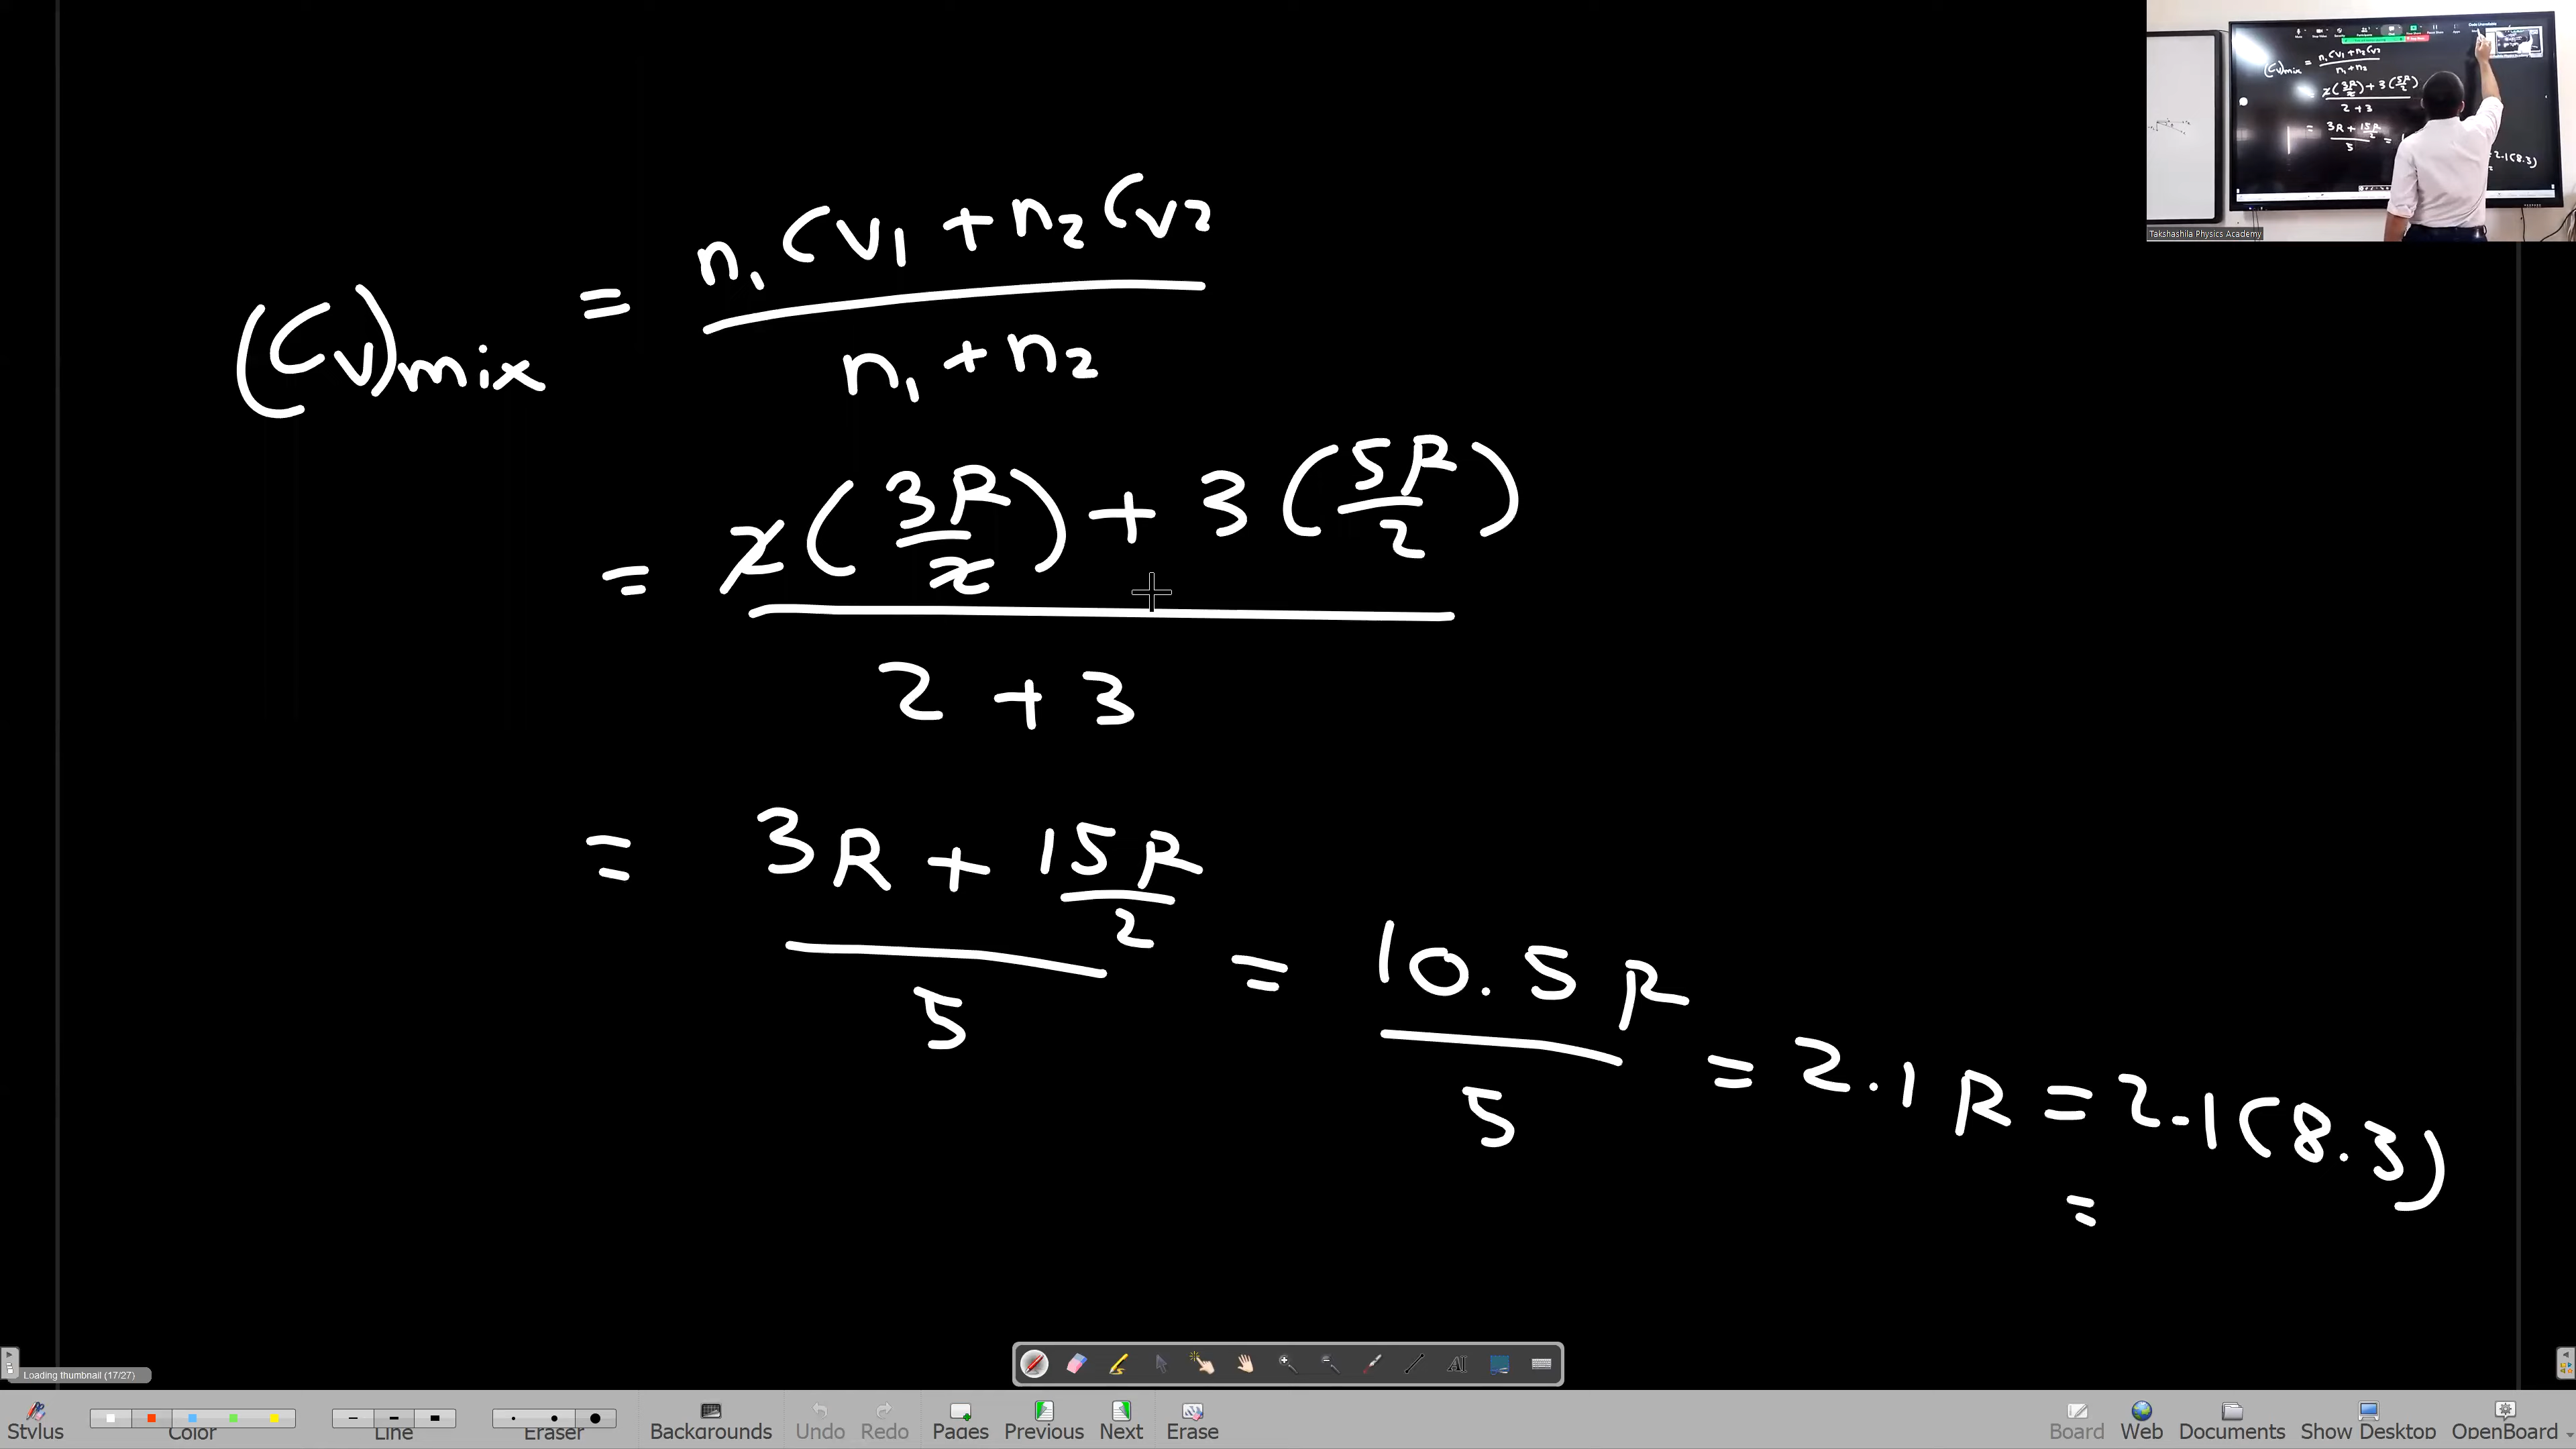 (Cv)mix = n₁Cv1 + n₂Cv2 / n₁ + n₂
= 2(3R/2) + 3(5R/2) / 2 + 3
= 3R + 15R/2 / 5 = 10.5R / 5 = 2.1R = 2.1(8.3)
=
Takshashila Physics Academy
Loading thumbnail (17/27)
Stylus Color Line Eraser Backgrounds Undo Redo Pages Previous Next Erase Board Web Documents Show Desktop OpenBoard